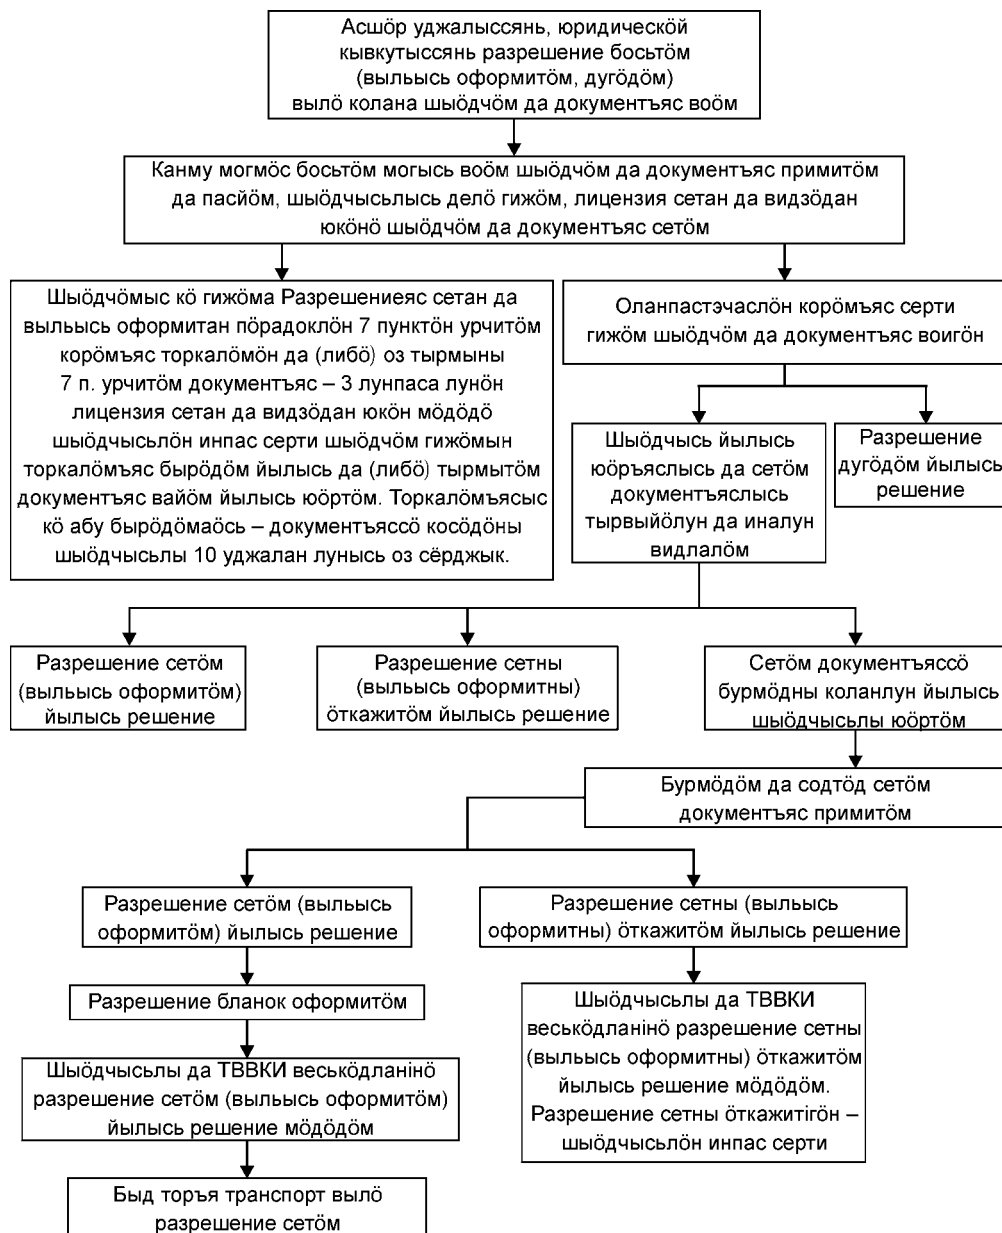 Асшӧр уджалыссянь, юридическӧй
кывкутыссянь разрешение босьтӧм
(выльысь оформитӧм, дугӧдӧм)
вылӧ колана шыӧдчӧм да документъяс воӧм
Канму могмӧс босьтӧм могысь воӧм шыӧдчӧм да документъяс примитӧм
да пасйӧм, шыӧдчысьлысь делӧ гижӧм, лицензия сетан да видзӧдан
юкӧнӧ шыӧдчӧм да документъяс сетӧм
Шыӧдчӧмыс кӧ гижӧма Разрешениеяс сетан да
выльысь оформитан пӧрадоклӧн 7 пунктӧн урчитӧм
корӧмъяс торкалӧмӧн да (либӧ) оз тырмыны
7 п. урчитӧм документъяс – 3 лунпаса лунӧн
лицензия сетан да видзӧдан юкӧн мӧдӧдӧ
шыӧдчысьлӧн инпас серти шыӧдчӧм гижӧмын
торкалӧмъяс бырӧдӧм йылысь да (либӧ) тырмытӧм
документъяс вайӧм йылысь юӧртӧм. Торкалӧмъясыс
кӧ абу бырӧдӧмаӧсь – документъяссӧ косӧдӧны
шыӧдчысьлы 10 уджалан лунысь оз сёрджык.
Оланпастэчаслӧн корӧмъяс серти
гижӧм шыӧдчӧм да документъяс воигӧн
Шыӧдчысь йылысь
юӧръяслысь да сетӧм
документъяслысь
тырвыйӧлун да иналун
видлалӧм
Разрешение
дугӧдӧм йылысь
решение
Разрешение сетӧм
(выльысь оформитӧм)
йылысь решение
Разрешение сетны
(выльысь оформитны)
ӧткажитӧм йылысь решение
Сетӧм документъяссӧ
бурмӧдны коланлун йылысь
шыӧдчысьлы юӧртӧм
Бурмӧдӧм да содтӧд сетӧм
документъяс примитӧм
Разрешение сетӧм (выльысь
оформитӧм) йылысь решение
Разрешение сетны (выльысь
оформитны) ӧткажитӧм йылысь решение
Разрешение бланок оформитӧм
Шыӧдчысьлы да ТВВКИ
веськӧдланінӧ разрешение сетны
(выльысь оформитны) ӧткажитӧм
йылысь решение мӧдӧдӧм.
Разрешение сетны ӧткажитігӧн –
шыӧдчысьлӧн инпас серти
Шыӧдчысьлы да ТВВКИ веськӧдланінӧ
разрешение сетӧм (выльысь оформитӧм)
йылысь решение мӧдӧдӧм
Быд торъя транспорт вылӧ
разрешение сетӧм